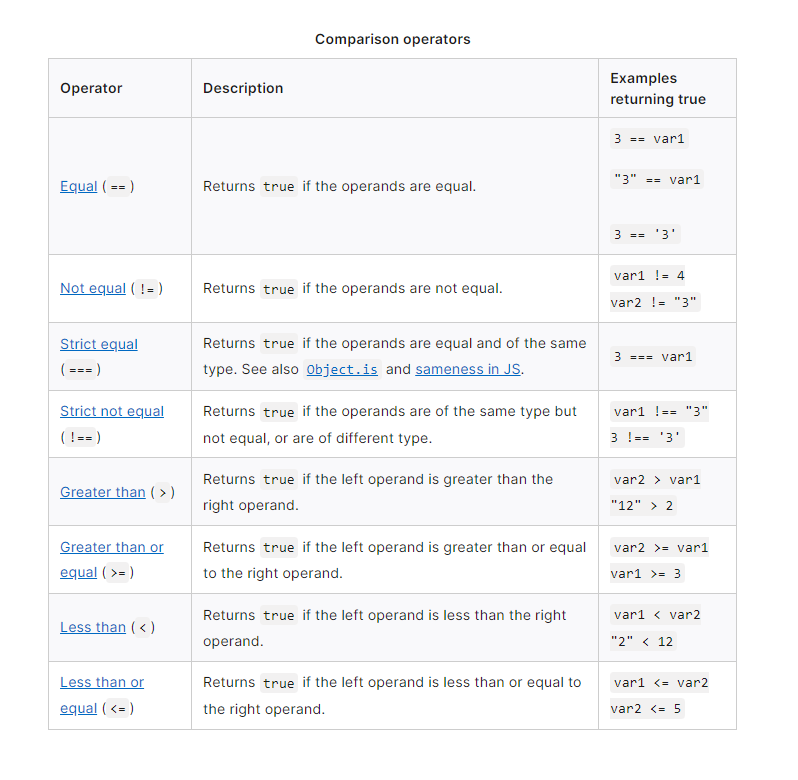 Comparison operators
Operator
Description
Examples
returning true
Equal ( == )
Returns true if the operands are equal.
3 == var1
"3" == var1
3 == '3'
Not equal ( != )
Returns true if the operands are not equal.
var1 != 4
var2 != "3"
Strict equal
( === )
Returns true if the operands are equal and of the same
type. See also Object.is and sameness in JS.
3 === var1
Strict not equal
( !== )
Returns true if the operands are of the same type but
not equal, or are of different type.
var1 !== "3"
3 !== '3'
Greater than ( > )
Returns true if the left operand is greater than the
right operand.
var2 > var1
"12" > 2
Greater than or
equal ( >= )
Returns true if the left operand is greater than or equal
to the right operand.
var2 >= var1
var1 >= 3
Less than ( < )
Returns true if the left operand is less than the right
operand.
var1 < var2
"2" < 12
Less than or
equal ( <= )
Returns true if the left operand is less than or equal to
the right operand.
var1 <= var2
var2 <= 5